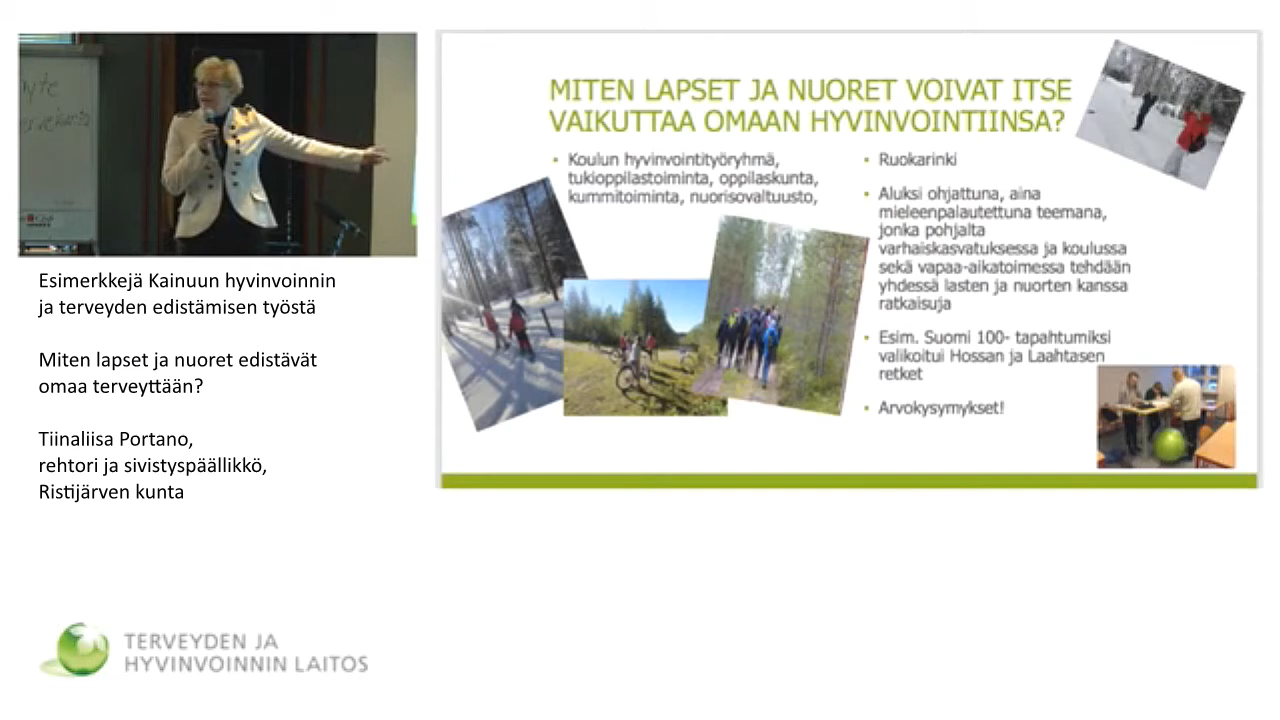 Esimerkkejä Kainuun hyvinvoinnin
ja terveyden edistämisen työstä
Miten lapset ja nuoret edistävät
omaa terveyttään?
Tiinaliisa Portano,
rehtori ja sivistyspäällikkö,
Ristijärven kunta
TERVEYDEN JA
HYVINVOINNIN LAITOS
MITEN LAPSET JA NUORET VOIVAT ITSE
VAIKUTTAA OMAAN HYVINVOINTIINSA?
▪ Koulun hyvinvointityöryhmä,
tukioppilastoiminta, oppilaskunta,
kummitoiminta, nuorisovaltuusto,
▪ Ruokarinki
▪ Aluksi ohjattuna, aina
mieleenpalautettuna teemana,
jonka pohjalta
varhaiskasvatuksessa ja koulussa
sekä vapaa-aikatoimessa tehdään
yhdessä lasten ja nuorten kanssa
ratkaisuja
▪ Esim. Suomi 100- tapahtumiksi
valikoitui Hossan ja Laahtasen
retket
▪ Arvokysymykset!